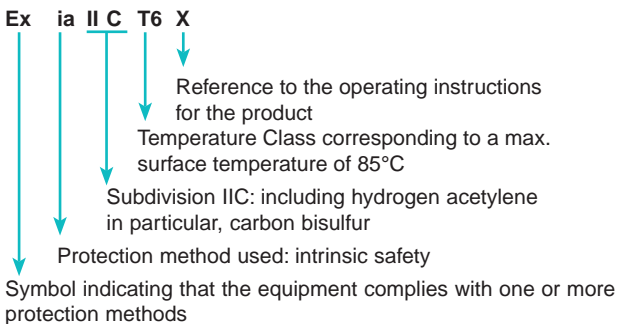 Ex ia II C T6 X
Reference to the operating instructions
for the product
Temperature Class corresponding to a max.
surface temperature of 85°C
Subdivision IIC: including hydrogen acetylene
in particular, carbon bisulfur
Protection method used: intrinsic safety
Symbol indicating that the equipment complies with one or more
protection methods